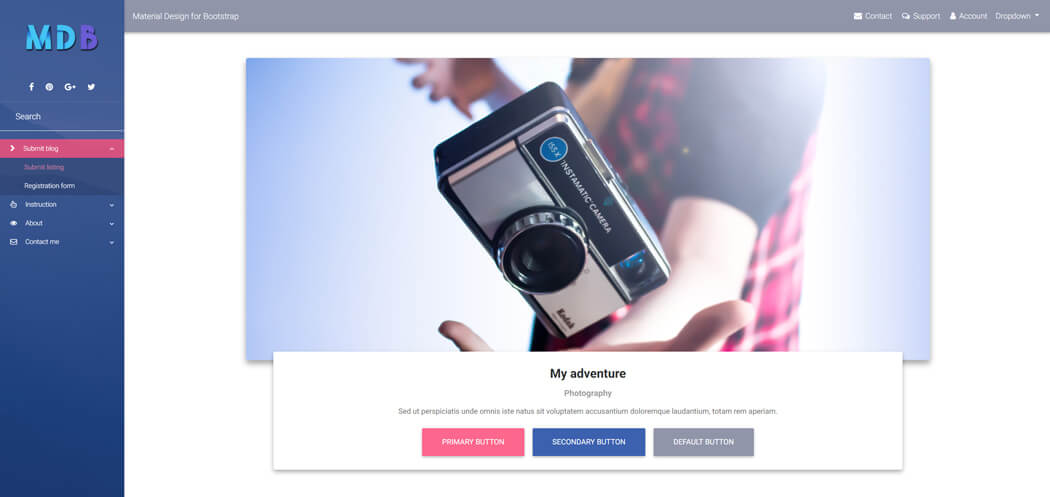 MDB
Material Design for Bootstrap
Contact
Support
Account
Dropdown
Search
Submit blog
Submit listing
Registration form
Instruction
About
Contact me
155 X
INSTAMATIC CAMERA
Kodak
My adventure
Photography
Sed ut perspiciatis unde omnis iste natus sit voluptatem accusantium doloremque laudantium, totam rem aperiam.
PRIMARY BUTTON
SECONDARY BUTTON
DEFAULT BUTTON